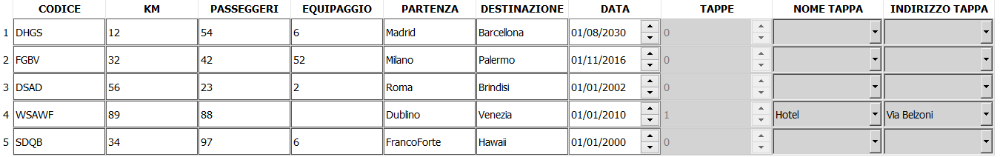 CODICE KM PASSEGGERI EQUIPAGGIO PARTENZA DESTINAZIONE DATA TAPPE NOME TAPPA INDIRIZZO TAPPA
1 DHGS 12 54 6 Madrid Barcellona 01/08/2030 0
2 FGBV 32 42 52 Milano Palermo 01/11/2016 0
3 DSAD 56 23 2 Roma Brindisi 01/01/2002 0
4 WSAWF 89 88 Dublino Venezia 01/01/2010 1 Hotel Via Belzoni
5 SDQB 34 97 6 FrancoForte Hawaii 01/01/2000 0